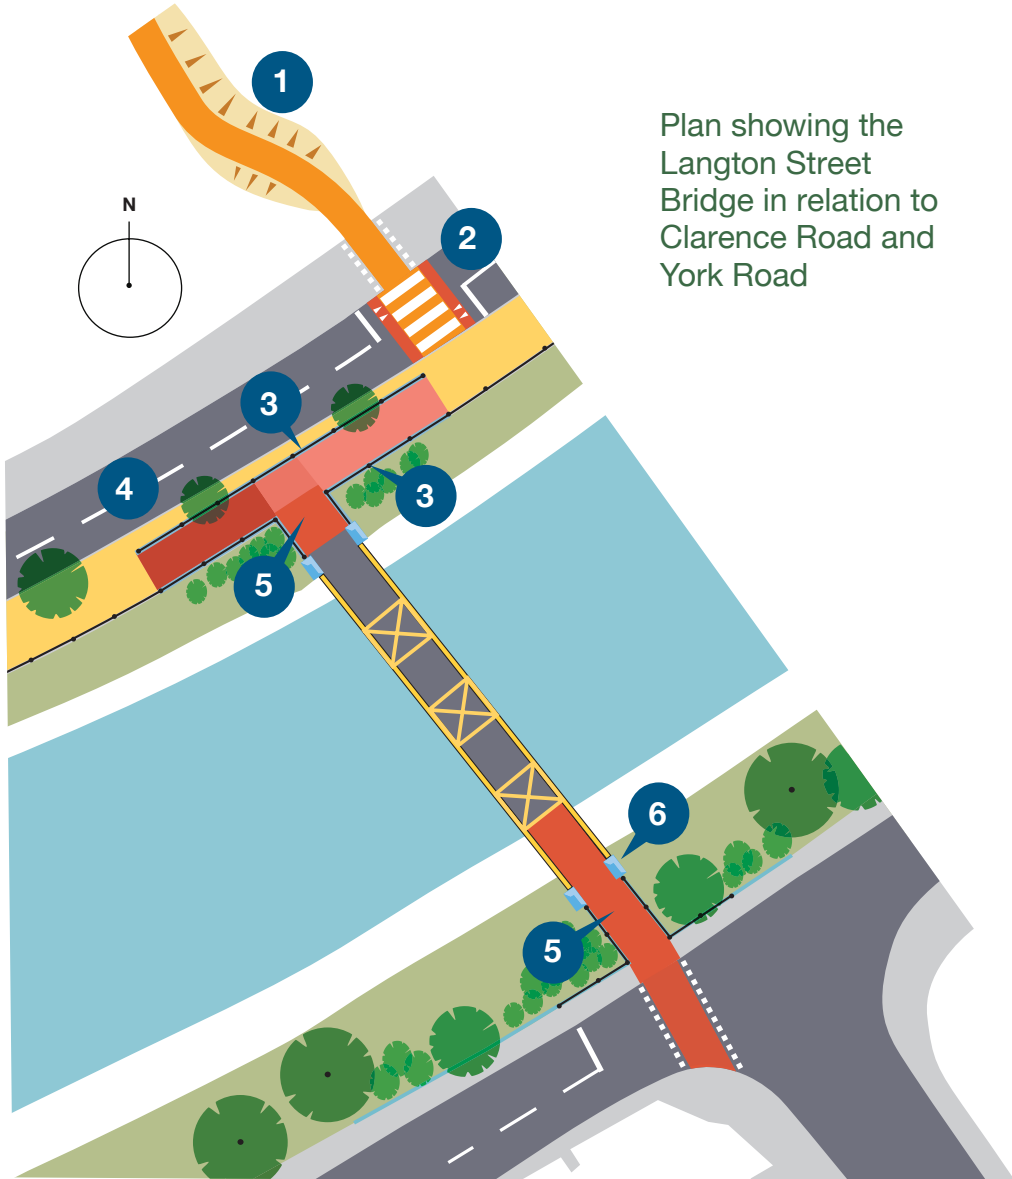 1
Plan showing the
Langton Street
Bridge in relation to
Clarence Road and
York Road
N
2
3
4
3
5
6
5